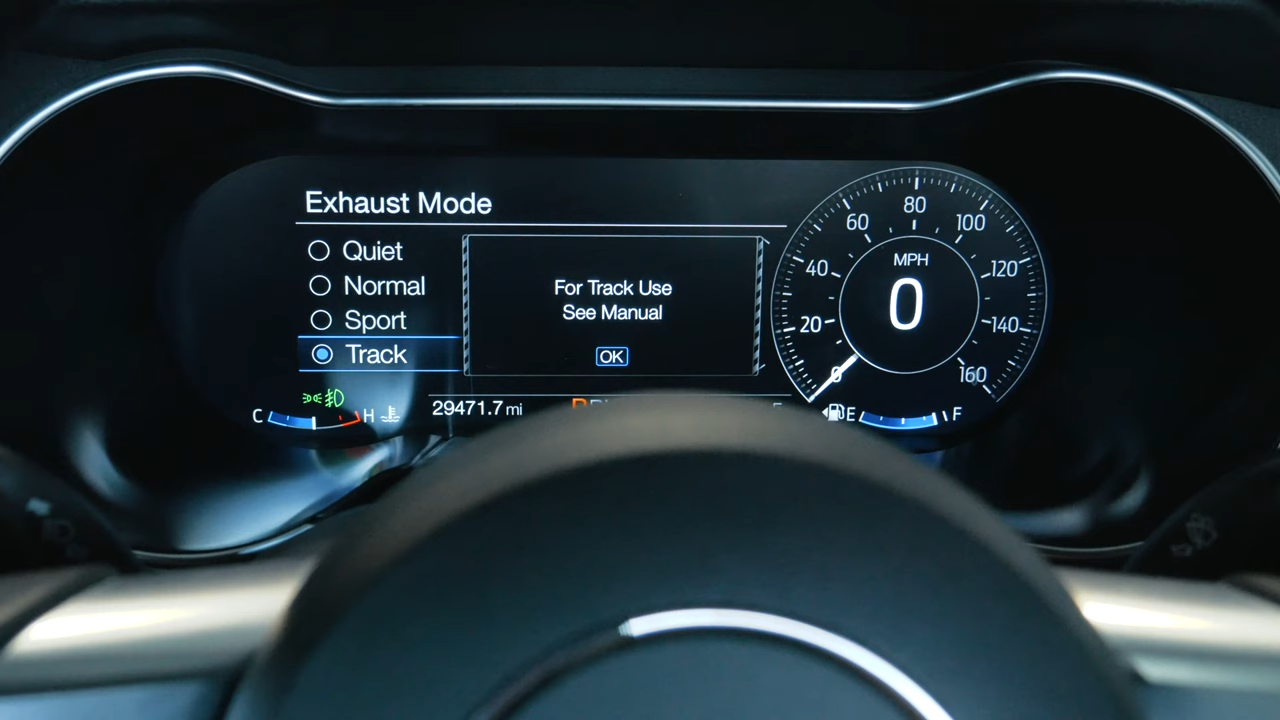 Exhaust Mode
Quiet
Normal
Sport
Track
For Track Use
See Manual
OK
MPH
0
0
20
40
60
80
100
120
140
160
C
H
29471.7 mi
E
F